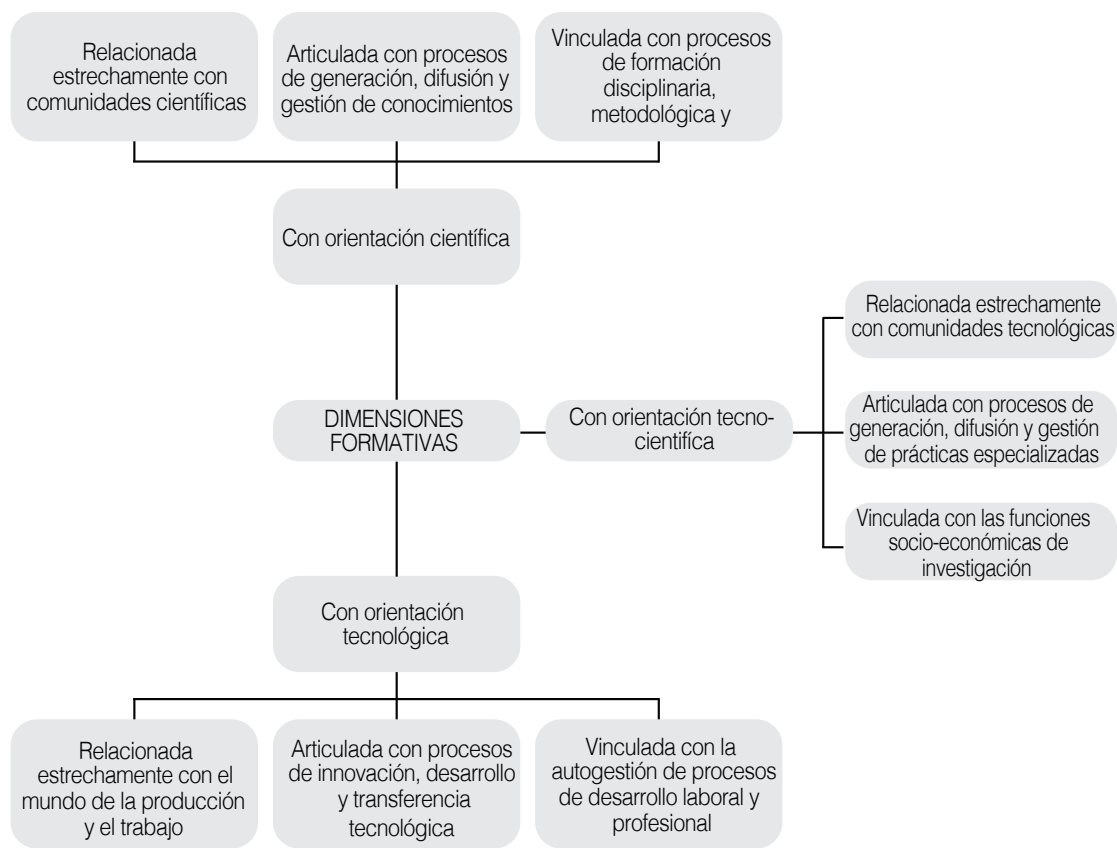 Relacionada
estrechamente con
comunidades científicas
Articulada con procesos
de generación, difusión y
gestión de conocimientos
Vinculada con procesos
de formación
disciplinaria,
metodológica y
Con orientación científica
Relacionada estrechamente
con comunidades tecnológicas
DIMENSIONES
FORMATIVAS
Con orientación tecno-
cientifíca
Articulada con procesos de
generación, difusión y gestión
de prácticas especializadas
Vinculada con las funciones
socio-económicas de
investigación
Con orientación
tecnológica
Relacionada
estrechamente con el
mundo de la producción
y el trabajo
Articulada con procesos
de innovación, desarrollo
y transferencia
tecnológica
Vinculada con la
autogestión de procesos
de desarrollo laboral y
profesional